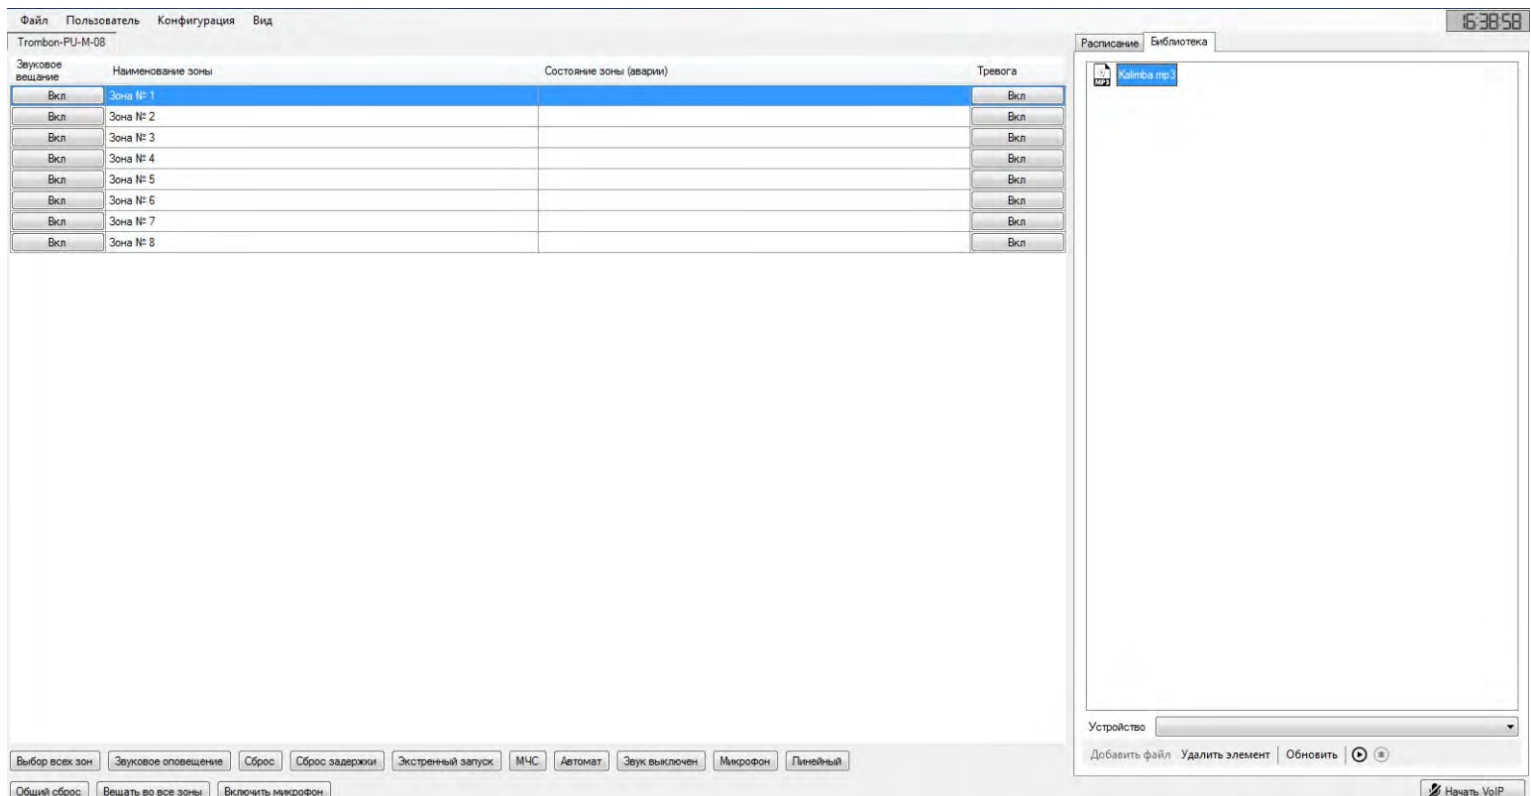 Файл Пользователь Конфигурация Вид 16:38:58
Trombon-PU-M-08
Расписание Библиотека
Звуковое вещание Наименование зоны Состояние зоны (аварии) Тревога
Kalimba.mp3
Вкл Зона № 1 Вкл
Вкл Зона № 2 Вкл
Вкл Зона № 3 Вкл
Вкл Зона № 4 Вкл
Вкл Зона № 5 Вкл
Вкл Зона № 6 Вкл
Вкл Зона № 7 Вкл
Вкл Зона № 8 Вкл
Устройство
Добавить файл Удалить элемент Обновить
Выбор всех зон Звуковое оповещение Сброс Сброс задержки Экстренный запуск МЧС Автомат Звук выключен Микрофон Линейный
Общий сброс Вещать во все зоны Включить микрофон Начать VoIP